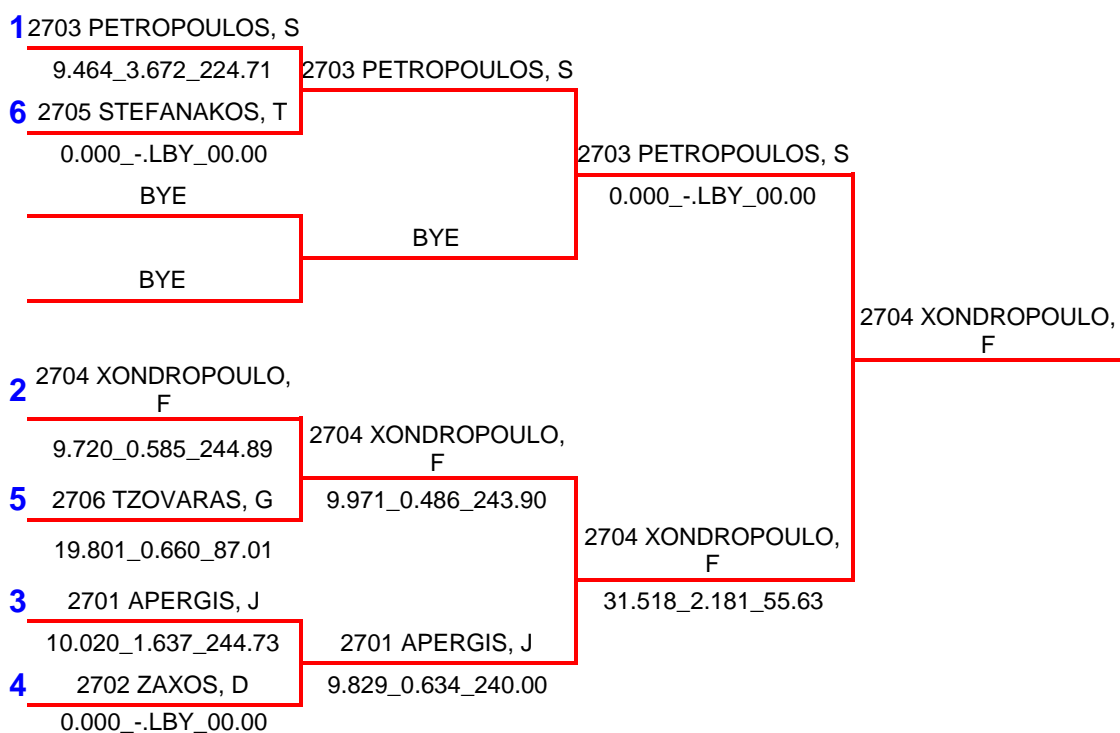 1 2703 PETROPOULOS, S
9.464_3.672_224.71
6 2705 STEFANAKOS, T
0.000_-.LBY_00.00
BYE
BYE
2 2704 XONDROPOULO,
F
9.720_0.585_244.89
5 2706 TZOVARAS, G
19.801_0.660_87.01
3 2701 APERGIS, J
10.020_1.637_244.73
4 2702 ZAXOS, D
0.000_-.LBY_00.00
2703 PETROPOULOS, S
BYE
2704 XONDROPOULO,
F
9.971_0.486_243.90
2701 APERGIS, J
9.829_0.634_240.00
2703 PETROPOULOS, S
0.000_-.LBY_00.00
2704 XONDROPOULO,
F
31.518_2.181_55.63
2704 XONDROPOULO,
F